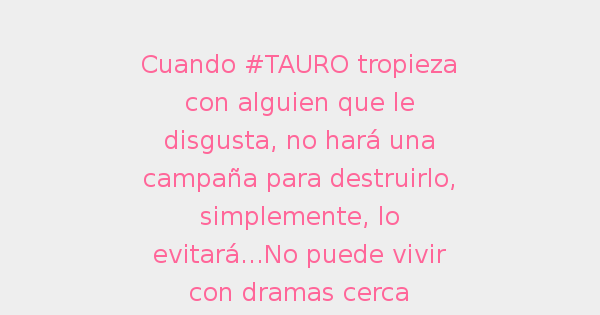 Cuando #TAURO tropieza
con alguien que le
disgusta, no hará una
campaña para destruirlo,
simplemente, lo
evitará...No puede vivir
con dramas cerca